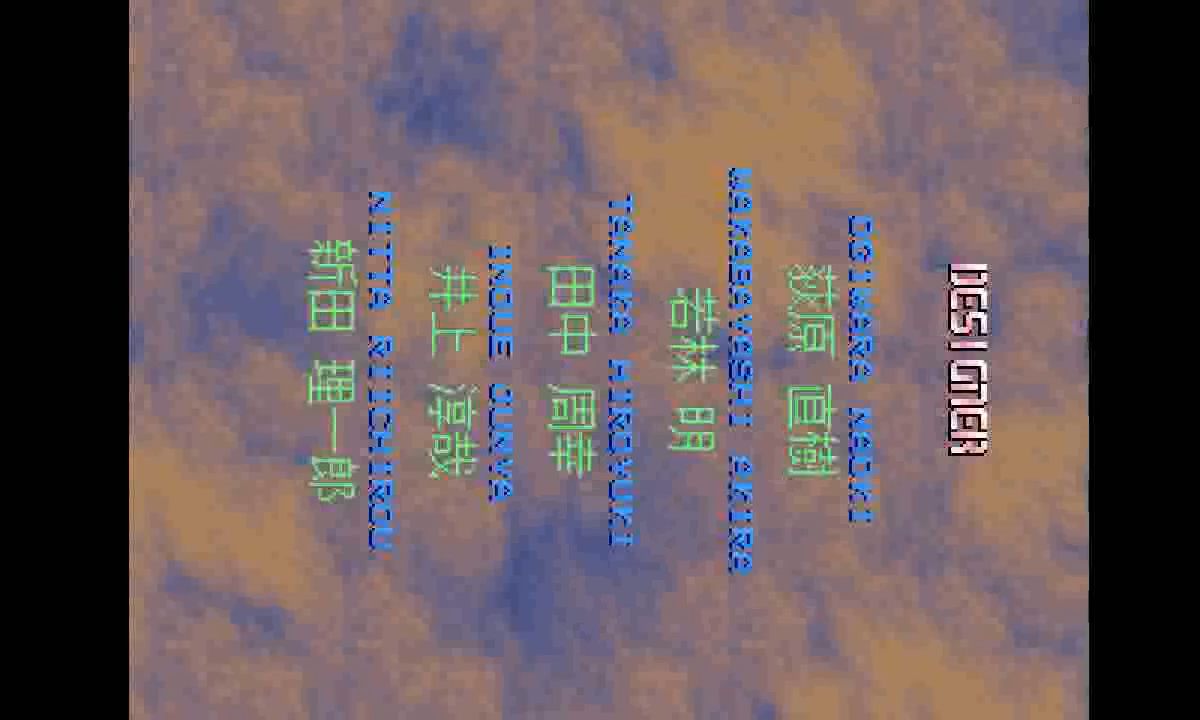 DESIGNER
OGIWARA NAOKI
荻原 直樹
WAKABAYASHI AKIRA
若林 明
TANAKA HIROYUKI
田中 周幸
INOUE JUNYA
井上 淳哉
NITTA RIICHIROU
新田 理一郎